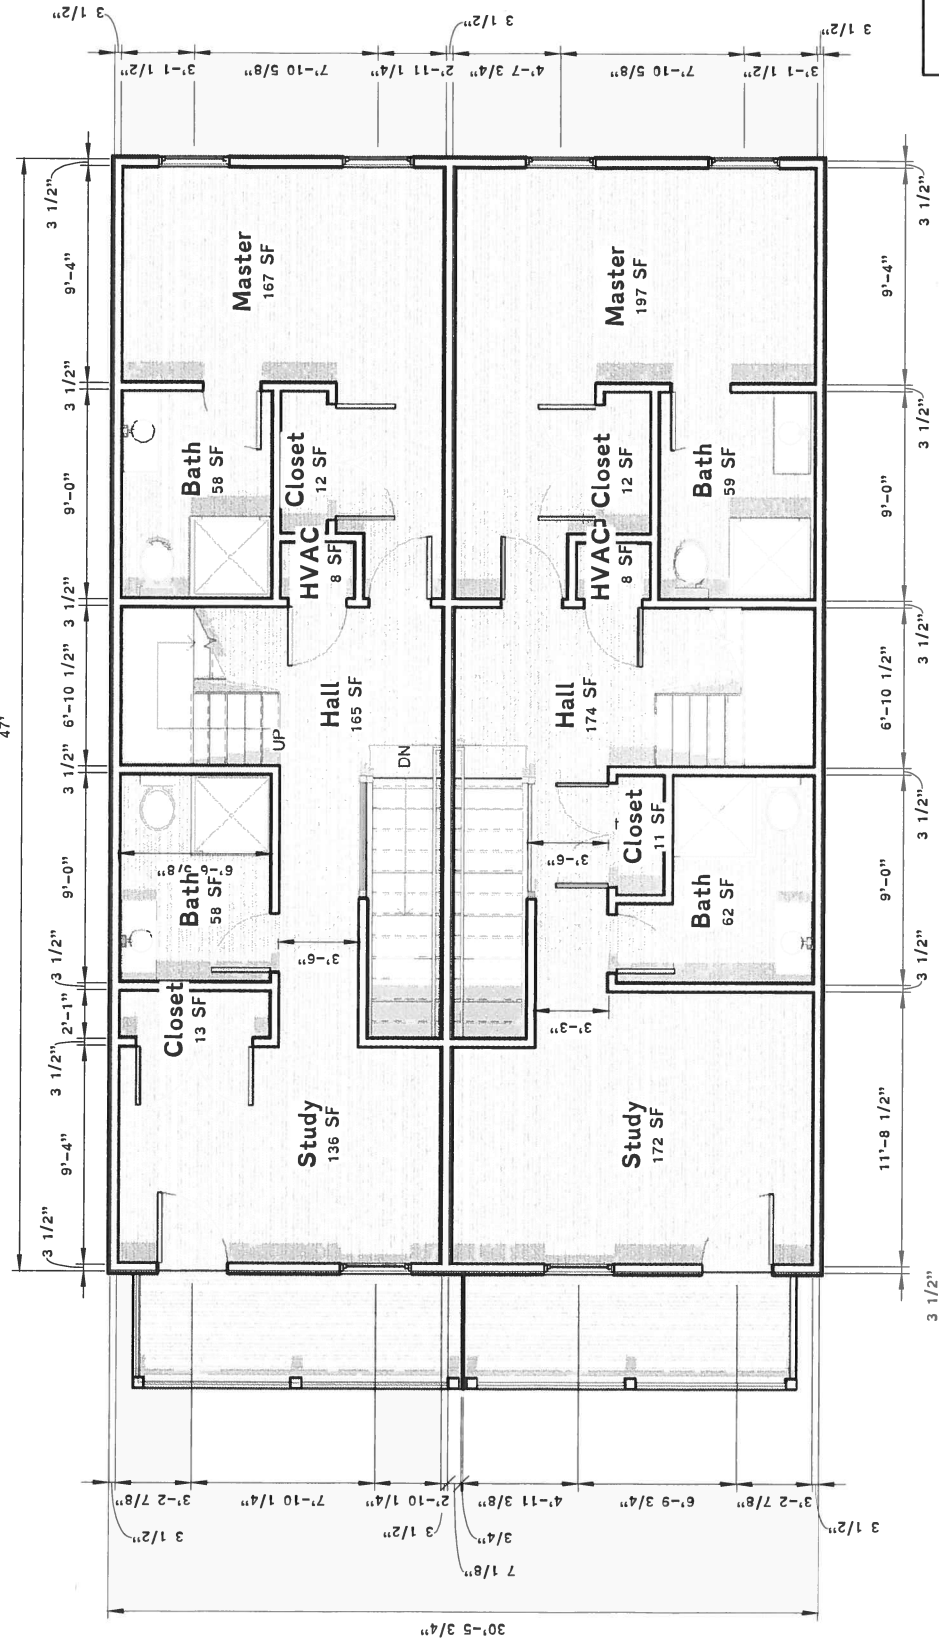 3 1/2"
3 1/2"
3 1/2"
3'-1 1/2"
7'-10 5/8"
2'-11 1/4"
4'-7 3/4"
7'-10 5/8"
3'-1 1/2"
47'
3 1/2"
9'-4"
3 1/2"
9'-0"
3 1/2"
6'-10 1/2"
3 1/2"
9'-0"
3 1/2"
2'-1"
3 1/2"
9'-4"
3 1/2"
Master
167 SF
Master
197 SF
Bath
58 SF
Closet
12 SF
Closet
12 SF
Bath
59 SF
HVAC
8 SF
HVAC
8 SF
Hall
165 SF
Hall
174 SF
UP
DN
Bath
58 SF
3'-6"
3'-6"
Closet
11 SF
Bath
62 SF
Closet
13 SF
3'-3"
Study
136 SF
Study
172 SF
3 1/2"
9'-4"
3 1/2"
9'-0"
3 1/2"
6'-10 1/2"
3 1/2"
9'-0"
3 1/2"
11'-8 1/2"
3 1/2"
3'-2 7/8"
7'-10 1/4"
2'-10 1/4"
4'-11 3/8"
6'-9 3/4"
3'-2 7/8"
3 1/2"
3 1/2"
3/4"
3 1/2"
7 1/8"
30'-5 3/4"